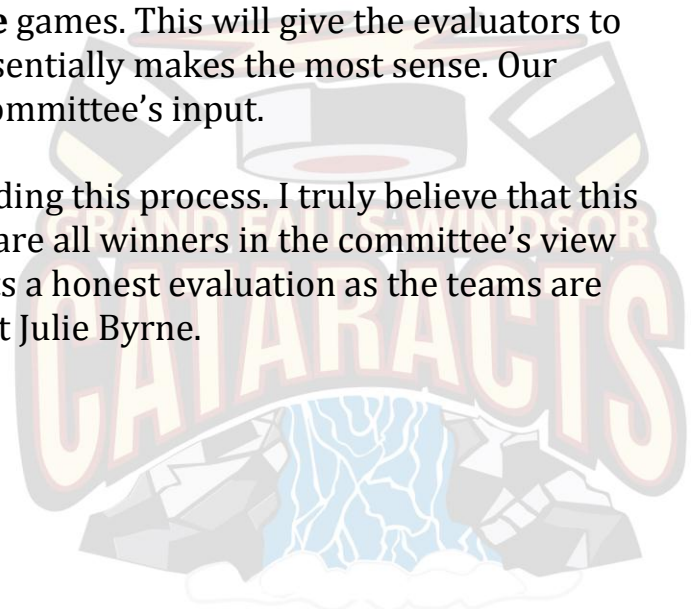 e games. This will give the evaluators to
sentially makes the most sense. Our
ommittee’s input.
ding this process. I truly believe that this
are all winners in the committee’s view
ts a honest evaluation as the teams are
t Julie Byrne.
GRAND FALLS-WINDSOR
CATARACTS